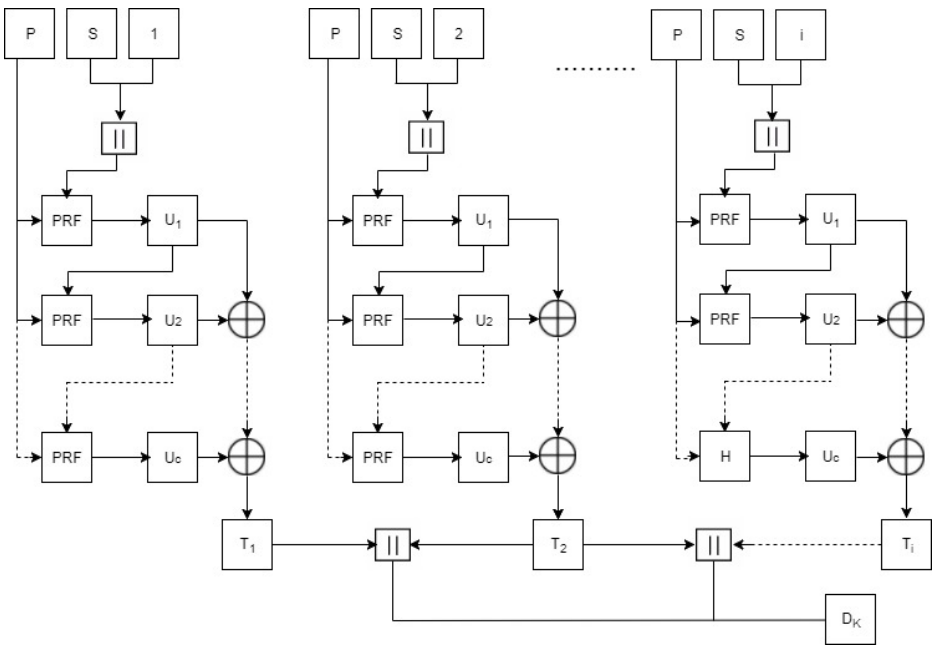 P S 1 P S 2 P S i
..........
|| || ||
PRF U₁ PRF U₁ PRF U₁
PRF U₂ PRF U₂ PRF U₂
PRF Uc PRF Uc H Uc
T₁ || T₂ || Tᵢ
Dᴋ